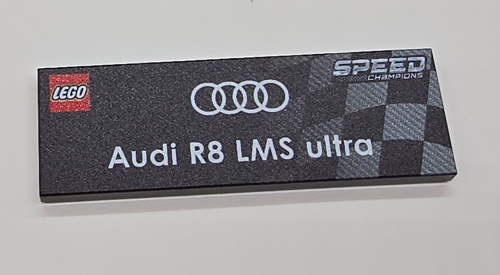 LEGO
SPEED
CHAMPIONS
Audi R8 LMS ultra